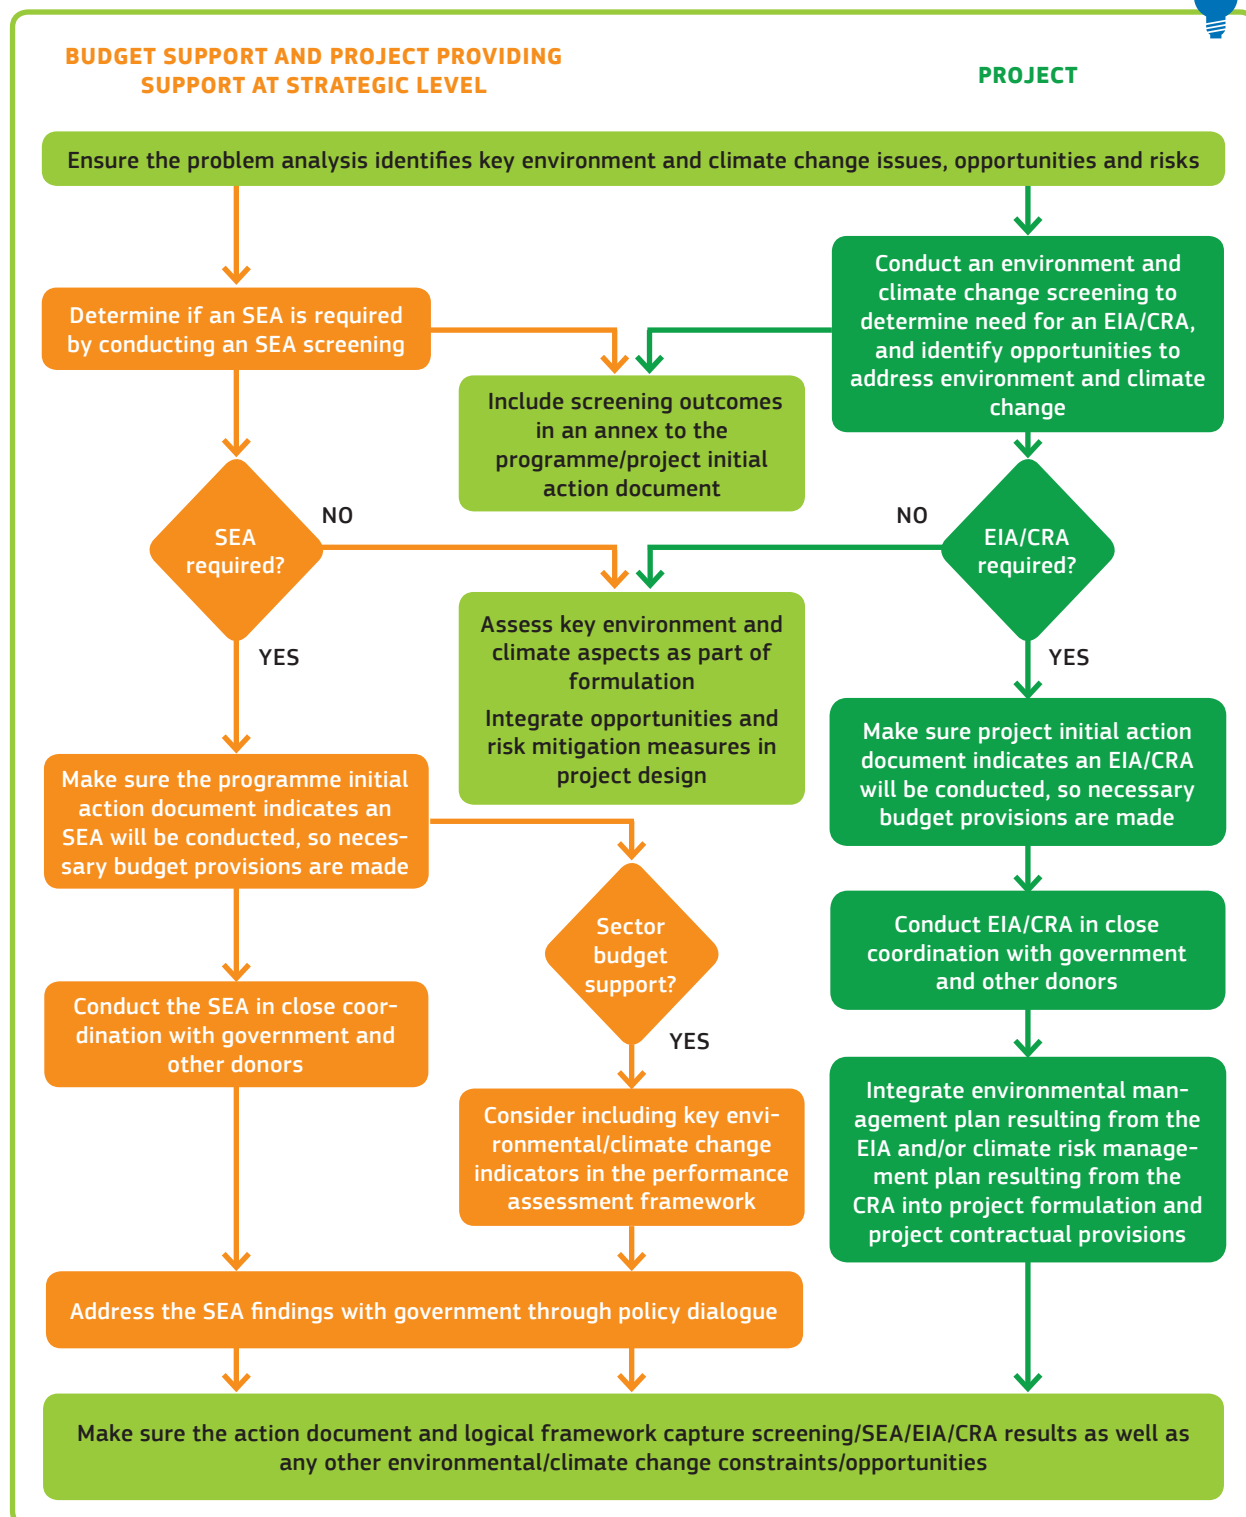 BUDGET SUPPORT AND PROJECT PROVIDING
SUPPORT AT STRATEGIC LEVEL
PROJECT
Ensure the problem analysis identifies key environment and climate change issues, opportunities and risks
Determine if an SEA is required
by conducting an SEA screening
Conduct an environment and
climate change screening to
determine need for an EIA/CRA,
and identify opportunities to
address environment and climate
change
Include screening outcomes
in an annex to the
programme/project initial
action document
SEA
required?
NO
YES
NO
EIA/CRA
required?
YES
Assess key environment and
climate aspects as part of
formulation
Integrate opportunities and
risk mitigation measures in
project design
Make sure the programme initial
action document indicates an
SEA will be conducted, so neces-
sary budget provisions are made
Make sure project initial action
document indicates an EIA/CRA
will be conducted, so necessary
budget provisions are made
Sector
budget
support?
YES
Conduct EIA/CRA in close
coordination with government
and other donors
Conduct the SEA in close coor-
dination with government and
other donors
Consider including key envi-
ronmental/climate change
indicators in the performance
assessment framework
Integrate environmental man-
agement plan resulting from the
EIA and/or climate risk manage-
ment plan resulting from the
CRA into project formulation and
project contractual provisions
Address the SEA findings with government through policy dialogue
Make sure the action document and logical framework capture screening/SEA/EIA/CRA results as well as
any other environmental/climate change constraints/opportunities